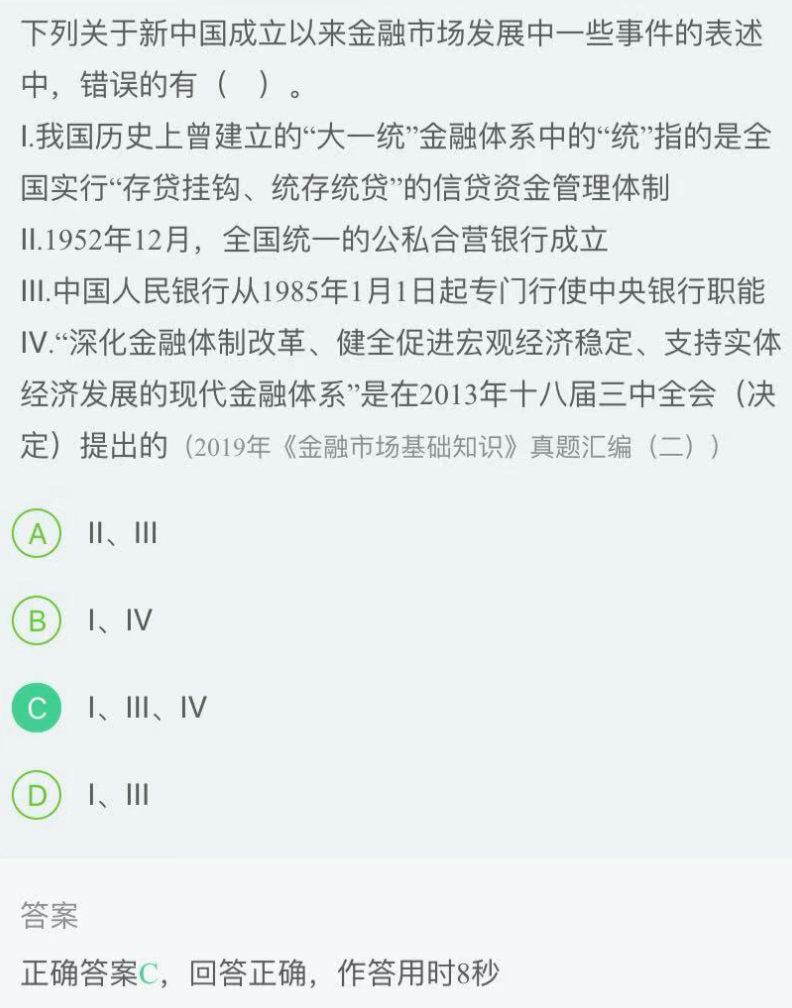 下列关于新中国成立以来金融市场发展中一些事件的表述
中，错误的有（ ）。
I.我国历史上曾建立的“大一统”金融体系中的“统”指的是全
国实行“存贷挂钩、统存统贷”的信贷资金管理体制
II.1952年12月，全国统一的公私合营银行成立
III.中国人民银行从1985年1月1日起专门行使中央银行职能
IV.“深化金融体制改革、健全促进宏观经济稳定、支持实体
经济发展的现代金融体系”是在2013年十八届三中全会（决
定）提出的（2019年《金融市场基础知识》真题汇编（二））
A II、III
B I、IV
C I、III、IV
D I、III
答案
正确答案C，回答正确，作答用时8秒